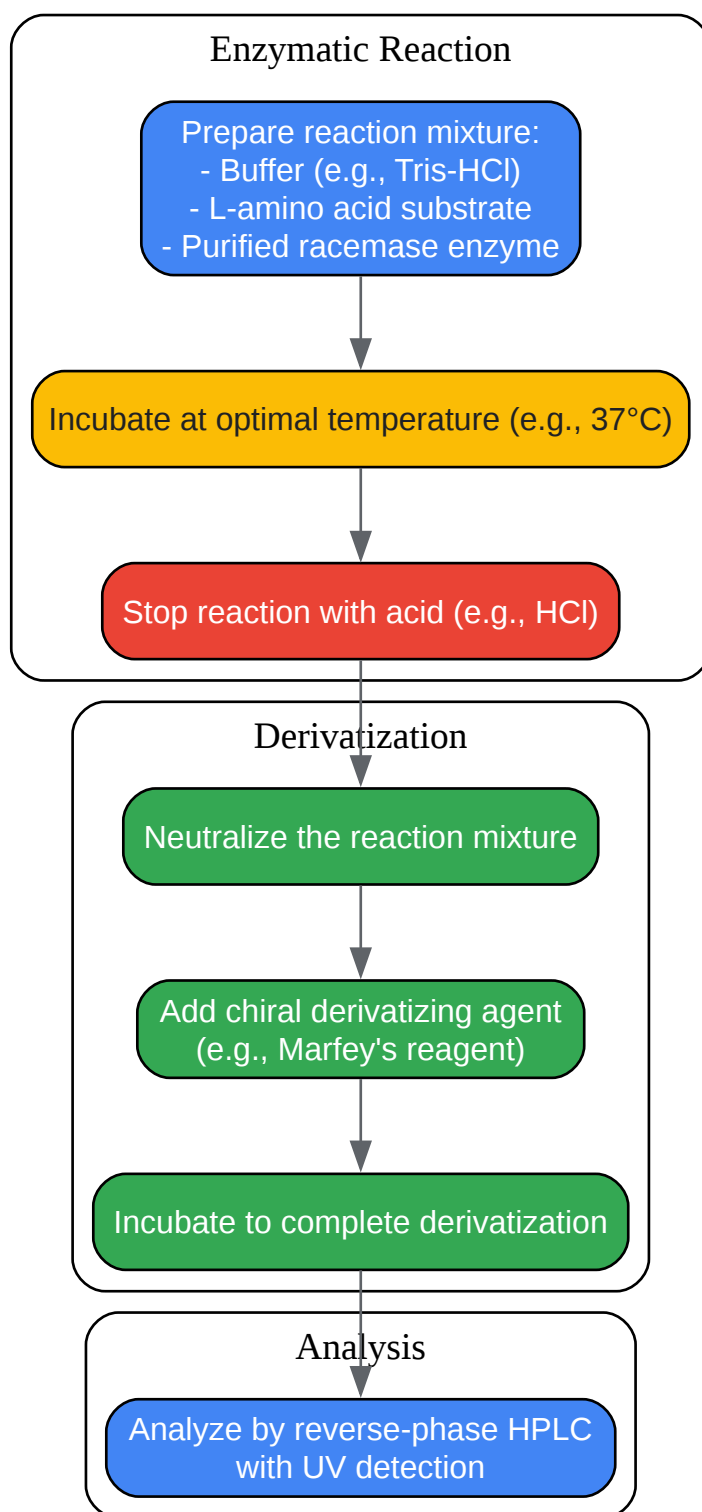 Enzymatic Reaction
Prepare reaction mixture:
- Buffer (e.g., Tris-HCl)
- L-amino acid substrate
- Purified racemase enzyme
Incubate at optimal temperature (e.g., 37°C)
Stop reaction with acid (e.g., HCl)
Derivatization
Neutralize the reaction mixture
Add chiral derivatizing agent
(e.g., Marfey's reagent)
Incubate to complete derivatization
Analysis
Analyze by reverse-phase HPLC
with UV detection